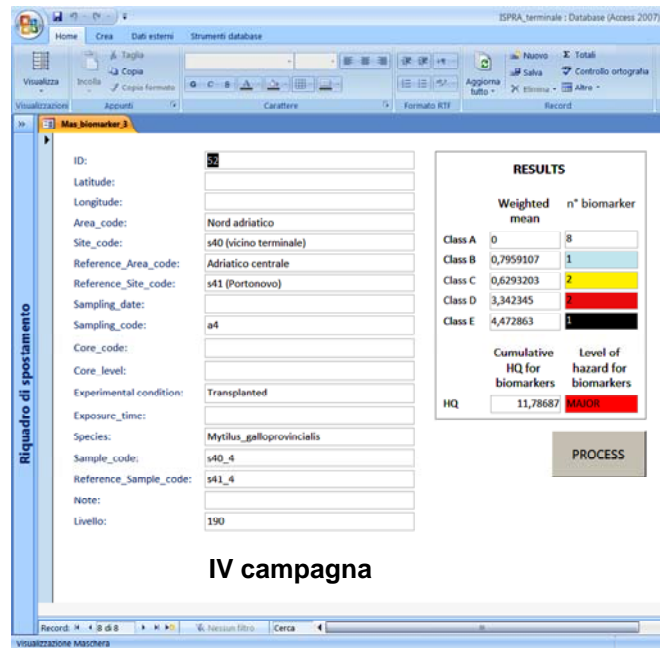 ISPRA_terminale : Database (Access 2007)
Home Crea Dati esterni Strumenti database
Visualizza
Incolla
Taglia
Copia
Copia formato
G C S A
Aggiorna tutto
Nuovo
Salva
Elimina
Totali
Controllo ortografia
Altro
Visualizzazioni Appunti Carattere Formato RTF Record
Mas_biomarker_3
Riquadro di spostamento
ID: 52
Latitude:
Longitude:
Area_code: Nord adriatico
Site_code: s40 (vicino terminale)
Reference_Area_code: Adriatico centrale
Reference_Site_code: s41 (Portonovo)
Sampling_date:
Sampling_code: a4
Core_code:
Core_level:
Experimental condition: Transplanted
Exposure_time:
Species: Mytilus_galloprovincialis
Sample_code: s40_4
Reference_Sample_code: s41_4
Note:
Livello: 190
RESULTS
Weighted mean
n° biomarker
Class A 0 8
Class B 0,7959107 1
Class C 0,6293203 2
Class D 3,342345 2
Class E 4,472863 1
Cumulative HQ for biomarkers
Level of hazard for biomarkers
HQ 11,78687 MAJOR
PROCESS
IV campagna
Record: 8 di 8 Nessun filtro Cerca
Visualizzazione Maschera